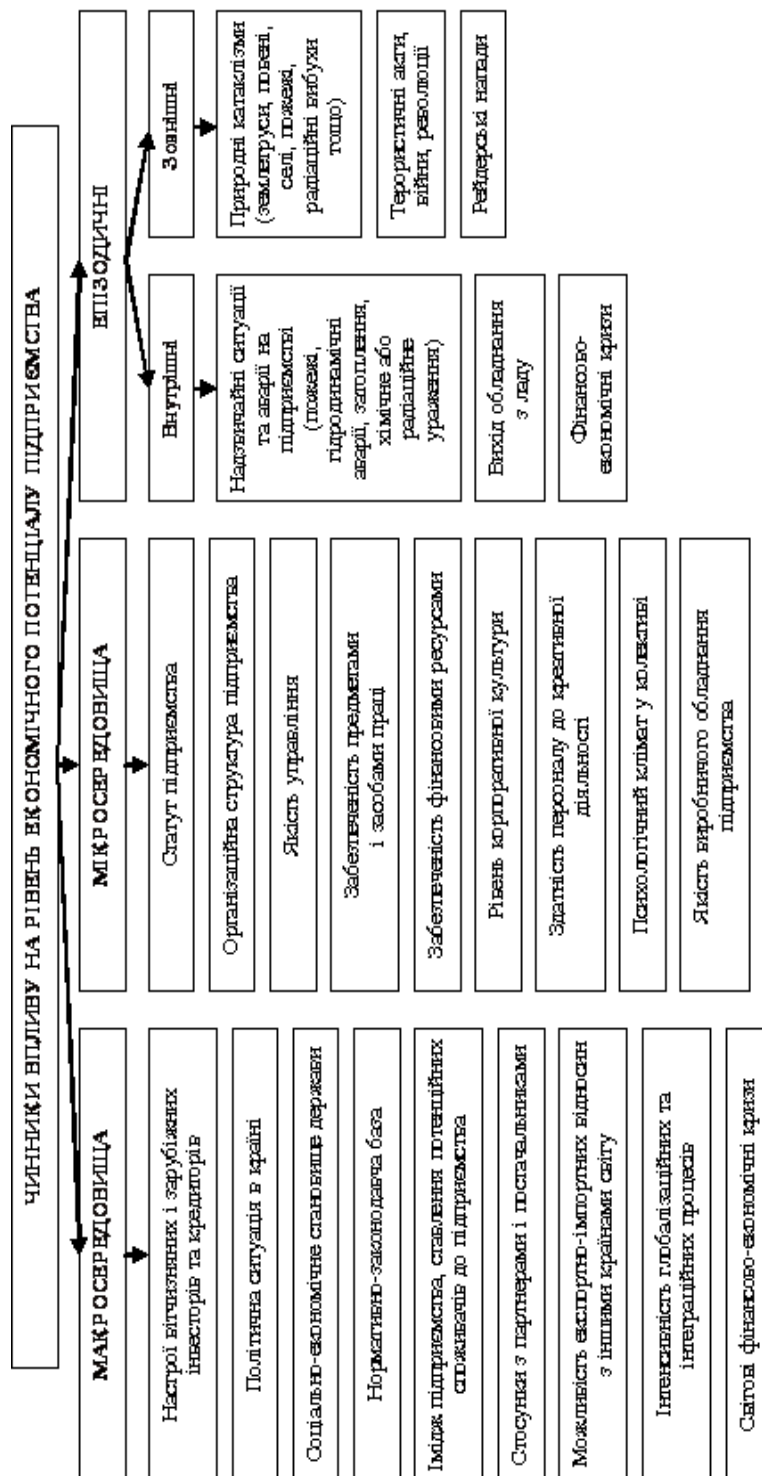 ЧИННИКИ ВПЛИВУ НА РІВЕНЬ ЕКОНОМІЧНОГО ПОТЕНЦІАЛУ ПІДПРИЄМСТВА
МАКРОСЕРЕДОВИЩА
Настрої вітчизняних і зарубіжних
інвесторів та кредиторів
Політична ситуація в країні
Соціально-економічне становище держави
Нормативно-законодавча база
Імідж підприємства, ставлення потенційних
споживачів до підприємства
Стосунки з партнерами і постачальниками
Можливість експортно-імпортних відносин
з іншими країнами світу
Інтенсивність глобалізаційних та
інтеграційних процесів
Світові фінансово-економічні кризи
МІКРОСЕРЕДОВИЩА
Статут підприємства
Організаційна структура підприємства
Якість управління
Забезпеченість предметами
і засобами праці
Забезпеченість фінансовими ресурсами
Рівень корпоративної культури
Здатність персоналу до креативної
діяльності
Психологічний клімат у колективі
Якість виробничого обладнання
підприємства
ЕПІЗОДИЧНІ
Внутрішні
Надзвичайні ситуації
та аварії на
підприємстві
(пожежі,
гідродинамічні
аварії, затоплення,
хімічне або
радіаційне
ураження)
Вихід обладнання
з ладу
Фінансово-
економічні кризи
Зовнішні
Природні катаклізми
(землетруси, повені,
селі, пожежі,
радіаційні вибухи
тощо)
Терористичні акти,
війни, революції
Рейдерські напади